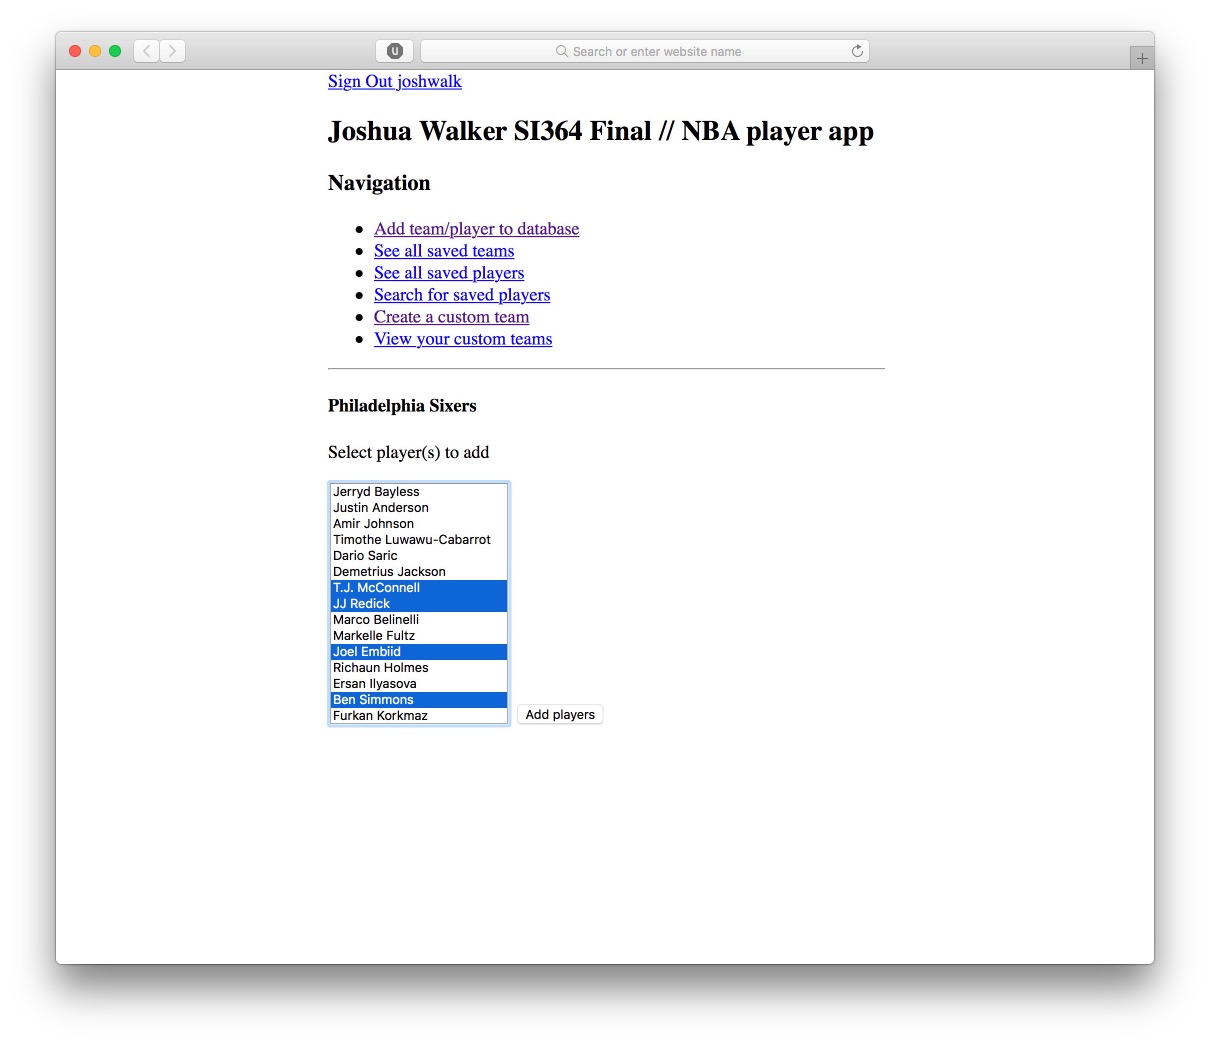 Search or enter website name
Sign Out joshwalk
Joshua Walker SI364 Final // NBA player app
Navigation
Add team/player to database
See all saved teams
See all saved players
Search for saved players
Create a custom team
View your custom teams
Philadelphia Sixers
Select player(s) to add
Jerryd Bayless
Justin Anderson
Amir Johnson
Timothe Luwawu-Cabarrot
Dario Saric
Demetrius Jackson
T.J. McConnell
JJ Redick
Marco Belinelli
Markelle Fultz
Joel Embiid
Richaun Holmes
Ersan Ilyasova
Ben Simmons
Furkan Korkmaz
Add players